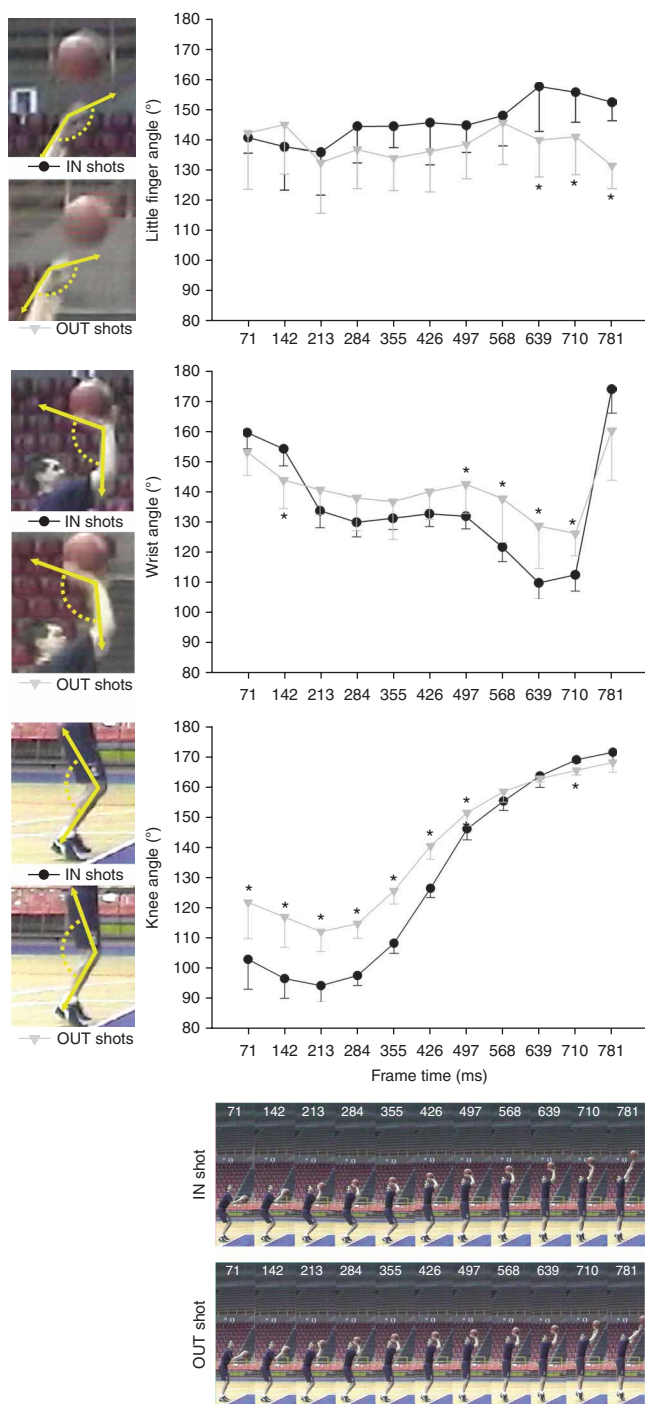 180
170
160
150
140
130
120
110
100
90
80
Little finger angle (°)
IN shots
OUT shots
* * *
71 142 213 284 355 426 497 568 639 710 781
180
170
160
150
140
130
120
110
100
90
80
Wrist angle (°)
IN shots
OUT shots
* * * * *
71 142 213 284 355 426 497 568 639 710 781
180
170
160
150
140
130
120
110
100
90
80
Knee angle (°)
IN shots
OUT shots
* * * * * * * *
71 142 213 284 355 426 497 568 639 710 781
Frame time (ms)
IN shot
71 142 213 284 355 426 497 568 639 710 781
OUT shot
71 142 213 284 355 426 497 568 639 710 781